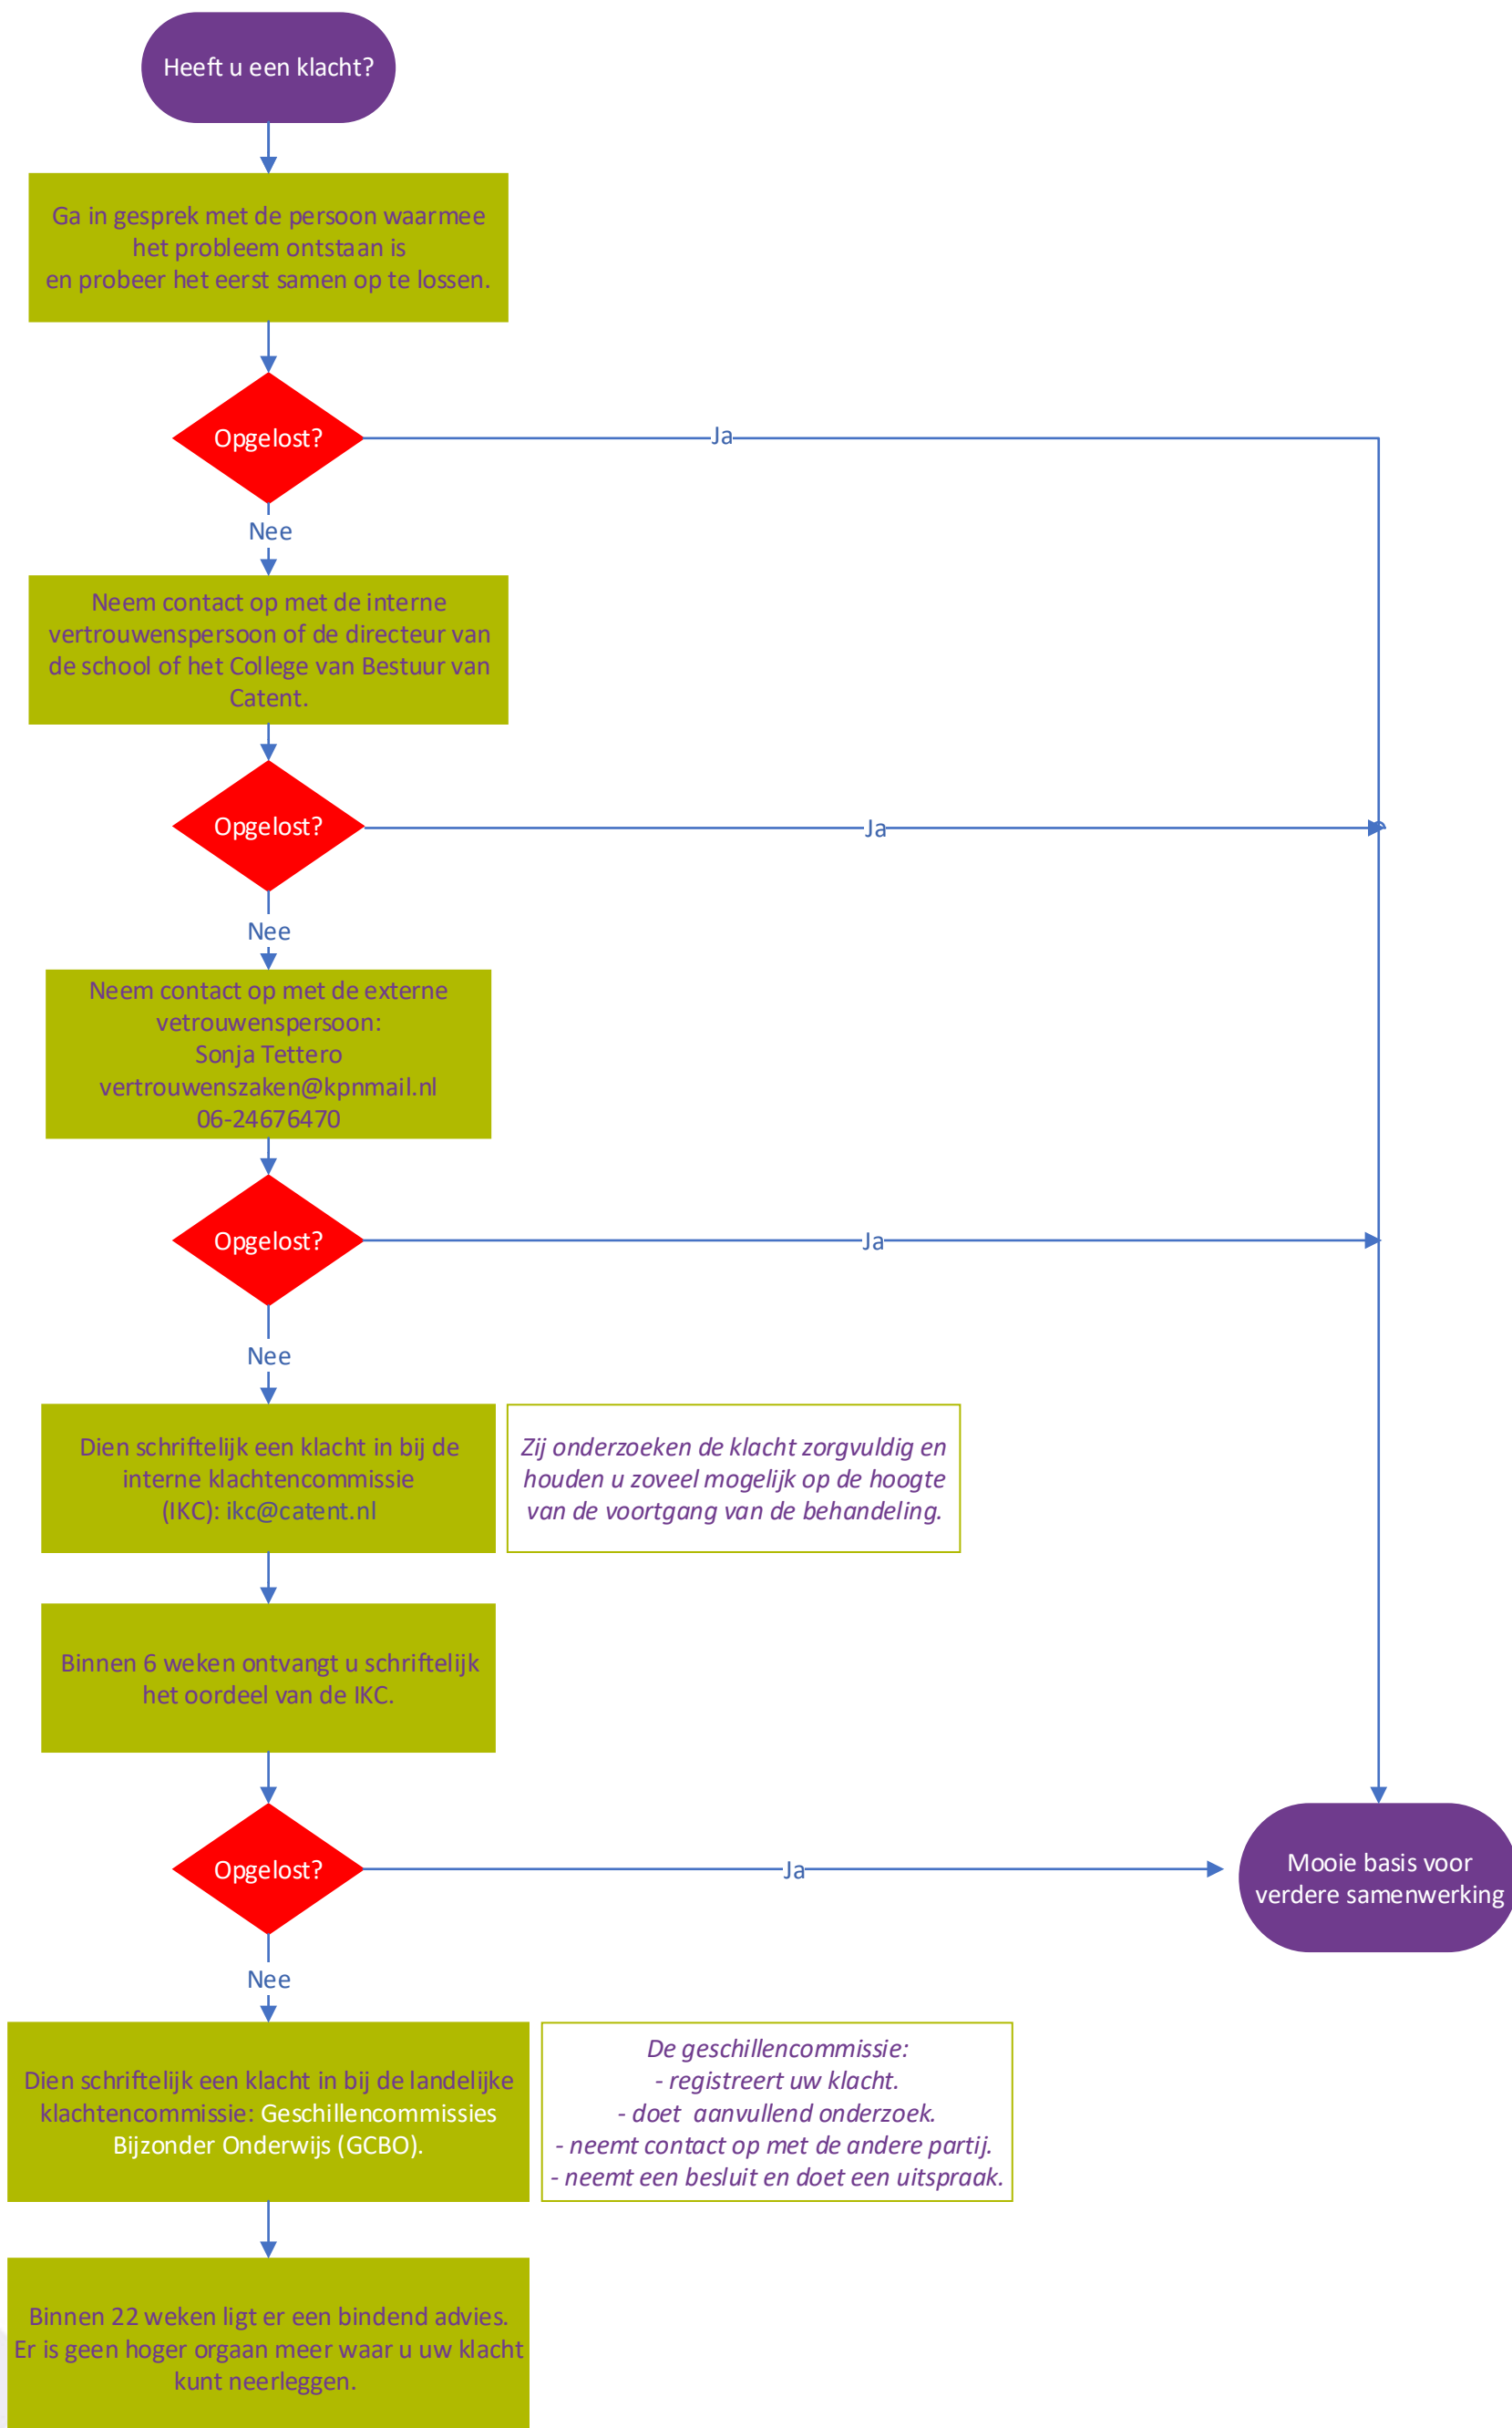 Heeft u een klacht?
Ga in gesprek met de persoon waarmee
het probleem ontstaan is
en probeer het eerst samen op te lossen.
Opgelost?
Ja
Nee
Neem contact op met de interne
vertrouwenspersoon of de directeur van
de school of het College van Bestuur van
Catent.
Opgelost?
Ja
Nee
Neem contact op met de externe
vetrouwenspersoon:
Sonja Tettero
vertrouwenszaken@kpnmail.nl
06-24676470
Opgelost?
Ja
Nee
Dien schriftelijk een klacht in bij de
interne klachtencommissie
(IKC): ikc@catent.nl
Zij onderzoeken de klacht zorgvuldig en
houden u zoveel mogelijk op de hoogte
van de voortgang van de behandeling.
Binnen 6 weken ontvangt u schriftelijk
het oordeel van de IKC.
Opgelost?
Ja
Mooie basis voor
verdere samenwerking
Nee
Dien schriftelijk een klacht in bij de landelijke
klachtencommissie: Geschillencommissies
Bijzonder Onderwijs (GCBO).
De geschillencommissie:
- registreert uw klacht.
- doet aanvullend onderzoek.
- neemt contact op met de andere partij.
- neemt een besluit en doet een uitspraak.
Binnen 22 weken ligt er een bindend advies.
Er is geen hoger orgaan meer waar u uw klacht
kunt neerleggen.